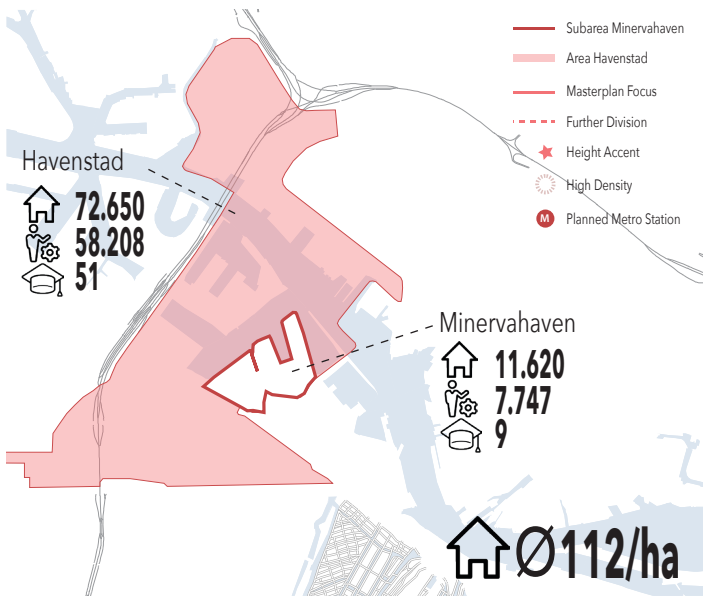 Subarea Minervahaven
Area Havenstad
Masterplan Focus
Further Division
Height Accent
High Density
M Planned Metro Station
Havenstad
72.650
58.208
51
Minervahaven
11.620
7.747
9
Ø112/ha